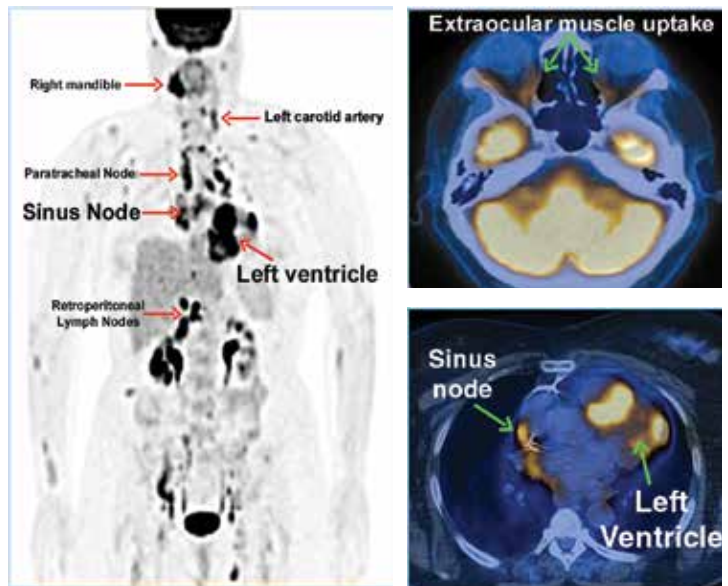 Right mandible
Left carotid artery
Paratracheal Node
Sinus Node
Left ventricle
Retroperitoneal
Lymph Nodes
Extraocular muscle uptake
Sinus
node
Left
Ventricle